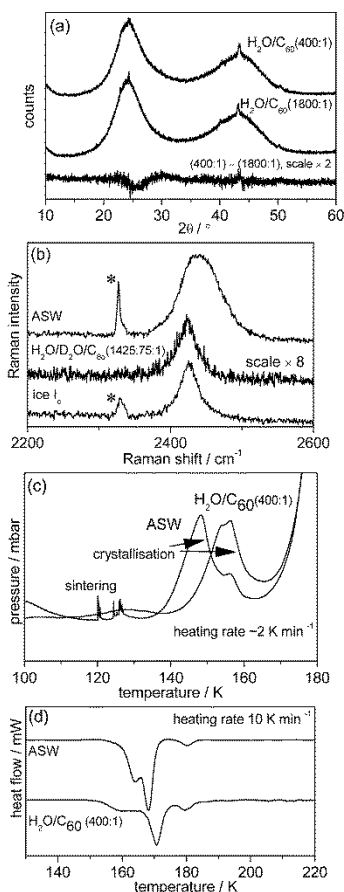 (a)
H₂O/C₆₀(400:1)
H₂O/C₆₀(1800:1)
(400:1) - (1800:1), scale × 2
counts
10 20 30 40 50 60
2θ / °
(b)
*
ASW
H₂O/D₂O/C₆₀(1425:75:1)
scale × 8
*
ice Ic
Raman intensity
2200 2300 2400 2500 2600
Raman shift / cm⁻¹
(c)
H₂O/C₆₀(400:1)
ASW
crystallisation
sintering
heating rate ~2 K min⁻¹
pressure / mbar
100 120 140 160 180
temperature / K
(d)
heating rate 10 K min⁻¹
ASW
H₂O/C₆₀(400:1)
heat flow / mW
140 160 180 200 220
temperature / K